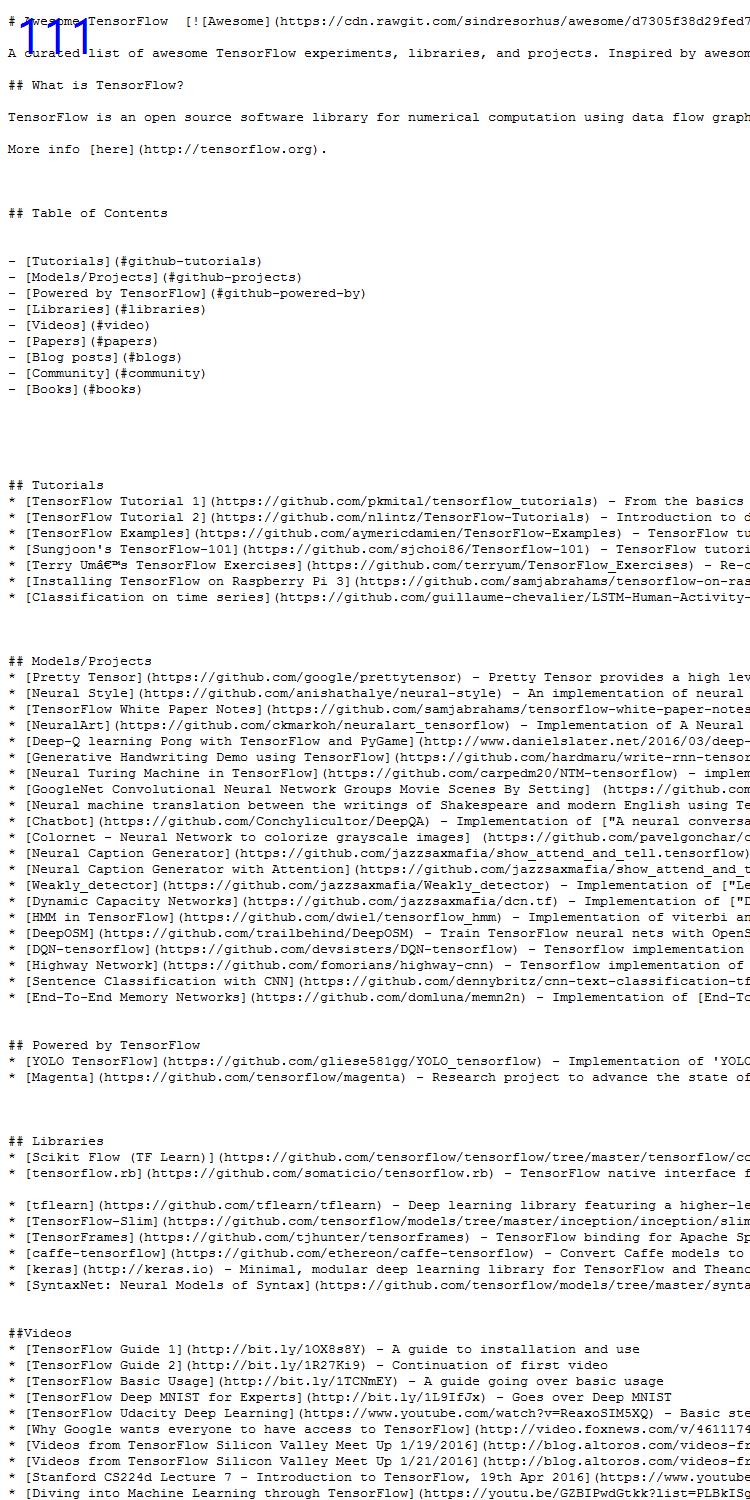 # Awesome TensorFlow  [![Awesome](https://cdn.rawgit.com/sindresorhus/awesome/d7305f38d29fed7
111
A curated list of awesome TensorFlow experiments, libraries, and projects. Inspired by awesom
## What is TensorFlow?
TensorFlow is an open source software library for numerical computation using data flow graph
More info [here](http://tensorflow.org).
## Table of Contents
- [Tutorials](#github-tutorials)
- [Models/Projects](#github-projects)
- [Powered by TensorFlow](#github-powered-by)
- [Libraries](#libraries)
- [Videos](#video)
- [Papers](#papers)
- [Blog posts](#blogs)
- [Community](#community)
- [Books](#books)
## Tutorials
* [TensorFlow Tutorial 1](https://github.com/pkmital/tensorflow_tutorials) - From the basics
* [TensorFlow Tutorial 2](https://github.com/nlintz/TensorFlow-Tutorials) - Introduction to d
* [TensorFlow Examples](https://github.com/aymericdamien/TensorFlow-Examples) - TensorFlow tu
* [Sungjoon's TensorFlow-101](https://github.com/sjchoi86/Tensorflow-101) - TensorFlow tutori
* [Terry Umâ€™s TensorFlow Exercises](https://github.com/terryum/TensorFlow_Exercises) - Re-c
* [Installing TensorFlow on Raspberry Pi 3](https://github.com/samjabrahams/tensorflow-on-ras
* [Classification on time series](https://github.com/guillaume-chevalier/LSTM-Human-Activity-
## Models/Projects
* [Pretty Tensor](https://github.com/google/prettytensor) - Pretty Tensor provides a high lev
* [Neural Style](https://github.com/anishathalye/neural-style) - An implementation of neural
* [TensorFlow White Paper Notes](https://github.com/samjabrahams/tensorflow-white-paper-notes
* [NeuralArt](https://github.com/ckmarkoh/neuralart_tensorflow) - Implementation of A Neural
* [Deep-Q learning Pong with TensorFlow and PyGame](http://www.danielslater.net/2016/03/deep-
* [Generative Handwriting Demo using TensorFlow](https://github.com/hardmaru/write-rnn-tensor
* [Neural Turing Machine in TensorFlow](https://github.com/carpedm20/NTM-tensorflow) - implem
* [GoogleNet Convolutional Neural Network Groups Movie Scenes By Setting] (https://github.com
* [Neural machine translation between the writings of Shakespeare and modern English using Te
* [Chatbot](https://github.com/Conchylicultor/DeepQA) - Implementation of ["A neural conversa
* [Colornet - Neural Network to colorize grayscale images] (https://github.com/pavelgonchar/c
* [Neural Caption Generator](https://github.com/jazzsaxmafia/show_attend_and_tell.tensorflow)
* [Neural Caption Generator with Attention](https://github.com/jazzsaxmafia/show_attend_and_t
* [Weakly_detector](https://github.com/jazzsaxmafia/Weakly_detector) - Implementation of ["Le
* [Dynamic Capacity Networks](https://github.com/jazzsaxmafia/dcn.tf) - Implementation of ["D
* [HMM in TensorFlow](https://github.com/dwiel/tensorflow_hmm) - Implementation of viterbi an
* [DeepOSM](https://github.com/trailbehind/DeepOSM) - Train TensorFlow neural nets with OpenS
* [DQN-tensorflow](https://github.com/devsisters/DQN-tensorflow) - Tensorflow implementation
* [Highway Network](https://github.com/fomorians/highway-cnn) - Tensorflow implementation of
* [Sentence Classification with CNN](https://github.com/dennybritz/cnn-text-classification-tf
* [End-To-End Memory Networks](https://github.com/domluna/memn2n) - Implementation of [End-To
## Powered by TensorFlow
* [YOLO TensorFlow](https://github.com/gliese581gg/YOLO_tensorflow) - Implementation of 'YOLO
* [Magenta](https://github.com/tensorflow/magenta) - Research project to advance the state of
## Libraries
* [Scikit Flow (TF Learn)](https://github.com/tensorflow/tensorflow/tree/master/tensorflow/co
* [tensorflow.rb](https://github.com/somaticio/tensorflow.rb) - TensorFlow native interface f
* [tflearn](https://github.com/tflearn/tflearn) - Deep learning library featuring a higher-le
* [TensorFlow-Slim](https://github.com/tensorflow/models/tree/master/inception/inception/slim
* [TensorFrames](https://github.com/tjhunter/tensorframes) - TensorFlow binding for Apache Sp
* [caffe-tensorflow](https://github.com/ethereon/caffe-tensorflow) - Convert Caffe models to
* [keras](http://keras.io) - Minimal, modular deep learning library for TensorFlow and Theano
* [SyntaxNet: Neural Models of Syntax](https://github.com/tensorflow/models/tree/master/synta
##Videos
* [TensorFlow Guide 1](http://bit.ly/1OX8s8Y) - A guide to installation and use
* [TensorFlow Guide 2](http://bit.ly/1R27Ki9) - Continuation of first video
* [TensorFlow Basic Usage](http://bit.ly/1TCNmEY) - A guide going over basic usage
* [TensorFlow Deep MNIST for Experts](http://bit.ly/1L9IfJx) - Goes over Deep MNIST
* [TensorFlow Udacity Deep Learning](https://www.youtube.com/watch?v=ReaxoSIM5XQ) - Basic ste
* [Why Google wants everyone to have access to TensorFlow](http://video.foxnews.com/v/4611174
* [Videos from TensorFlow Silicon Valley Meet Up 1/19/2016](http://blog.altoros.com/videos-fr
* [Videos from TensorFlow Silicon Valley Meet Up 1/21/2016](http://blog.altoros.com/videos-fr
* [Stanford CS224d Lecture 7 - Introduction to TensorFlow, 19th Apr 2016](https://www.youtube
* [Diving into Machine Learning through TensorFlow](https://youtu.be/GZBIPwdGtkk?list=PLBkISg